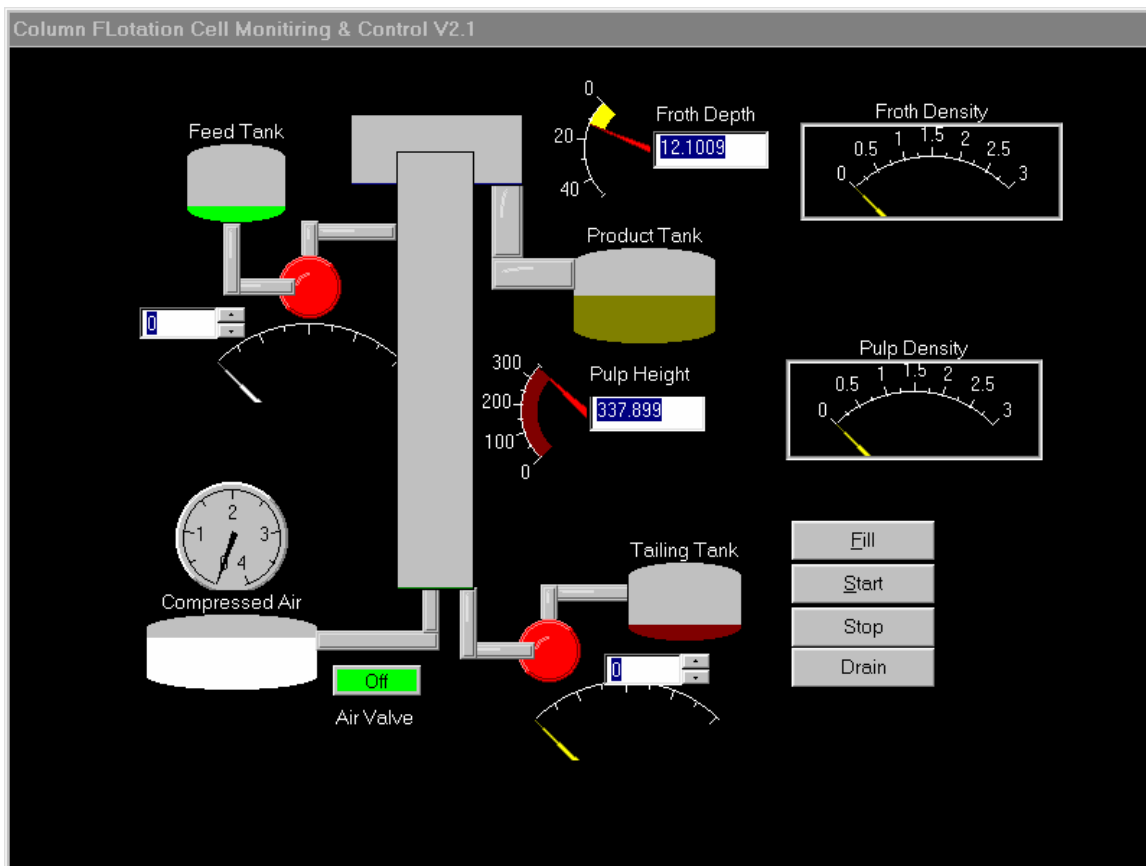 Column FLotation Cell Monitiring & Control V2.1
Feed Tank
0
20
40
Froth Depth
12.1009
Froth Density
0 0.5 1 1.5 2 2.5 3
Product Tank
0
300
200
100
0
Pulp Height
337.899
Pulp Density
0 0.5 1 1.5 2 2.5 3
0 1 2 3 4
Compressed Air
Off
Air Valve
Tailing Tank
0
Fill
Start
Stop
Drain